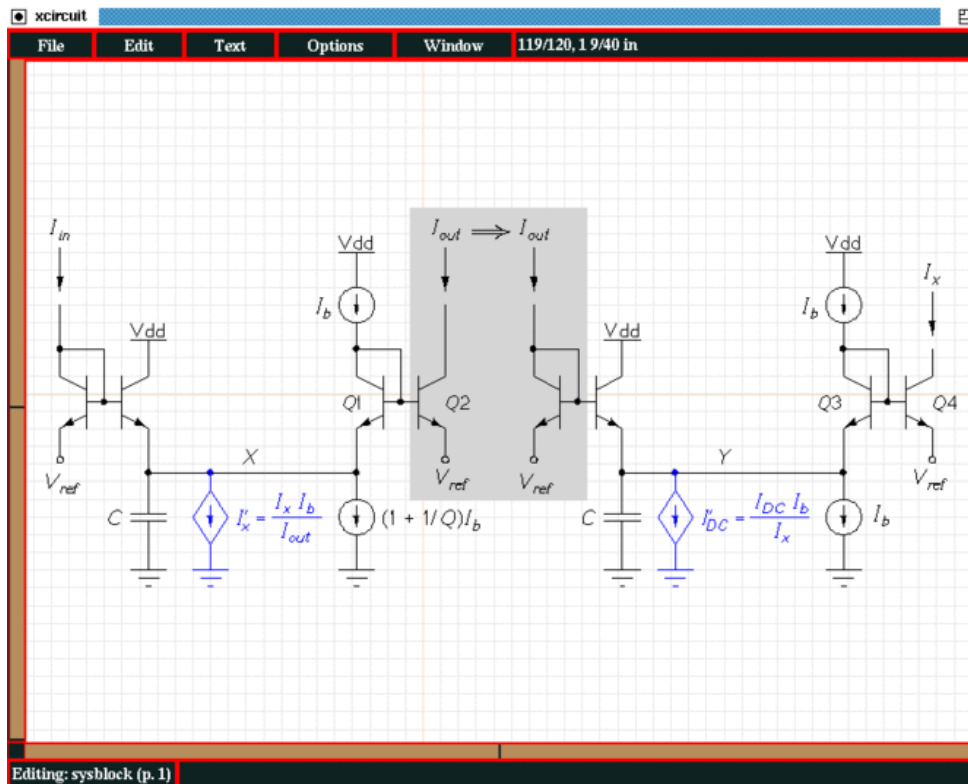 xcircuit
File Edit Text Options Window 119/120, 1 9/40 in
I_in
I_out ⟹ I_out
Vdd
Vdd
I_x
I_b
I_b
Vdd
Vdd
Q1 Q2 Q3 Q4
V_ref
X
V_ref
V_ref
Y
V_ref
C
I'_x = I_x I_b / I_out
(1 + 1/Q)I_b
C
I'_DC = I_DC I_b / I_x
I_b
Editing: sysblock (p. 1)